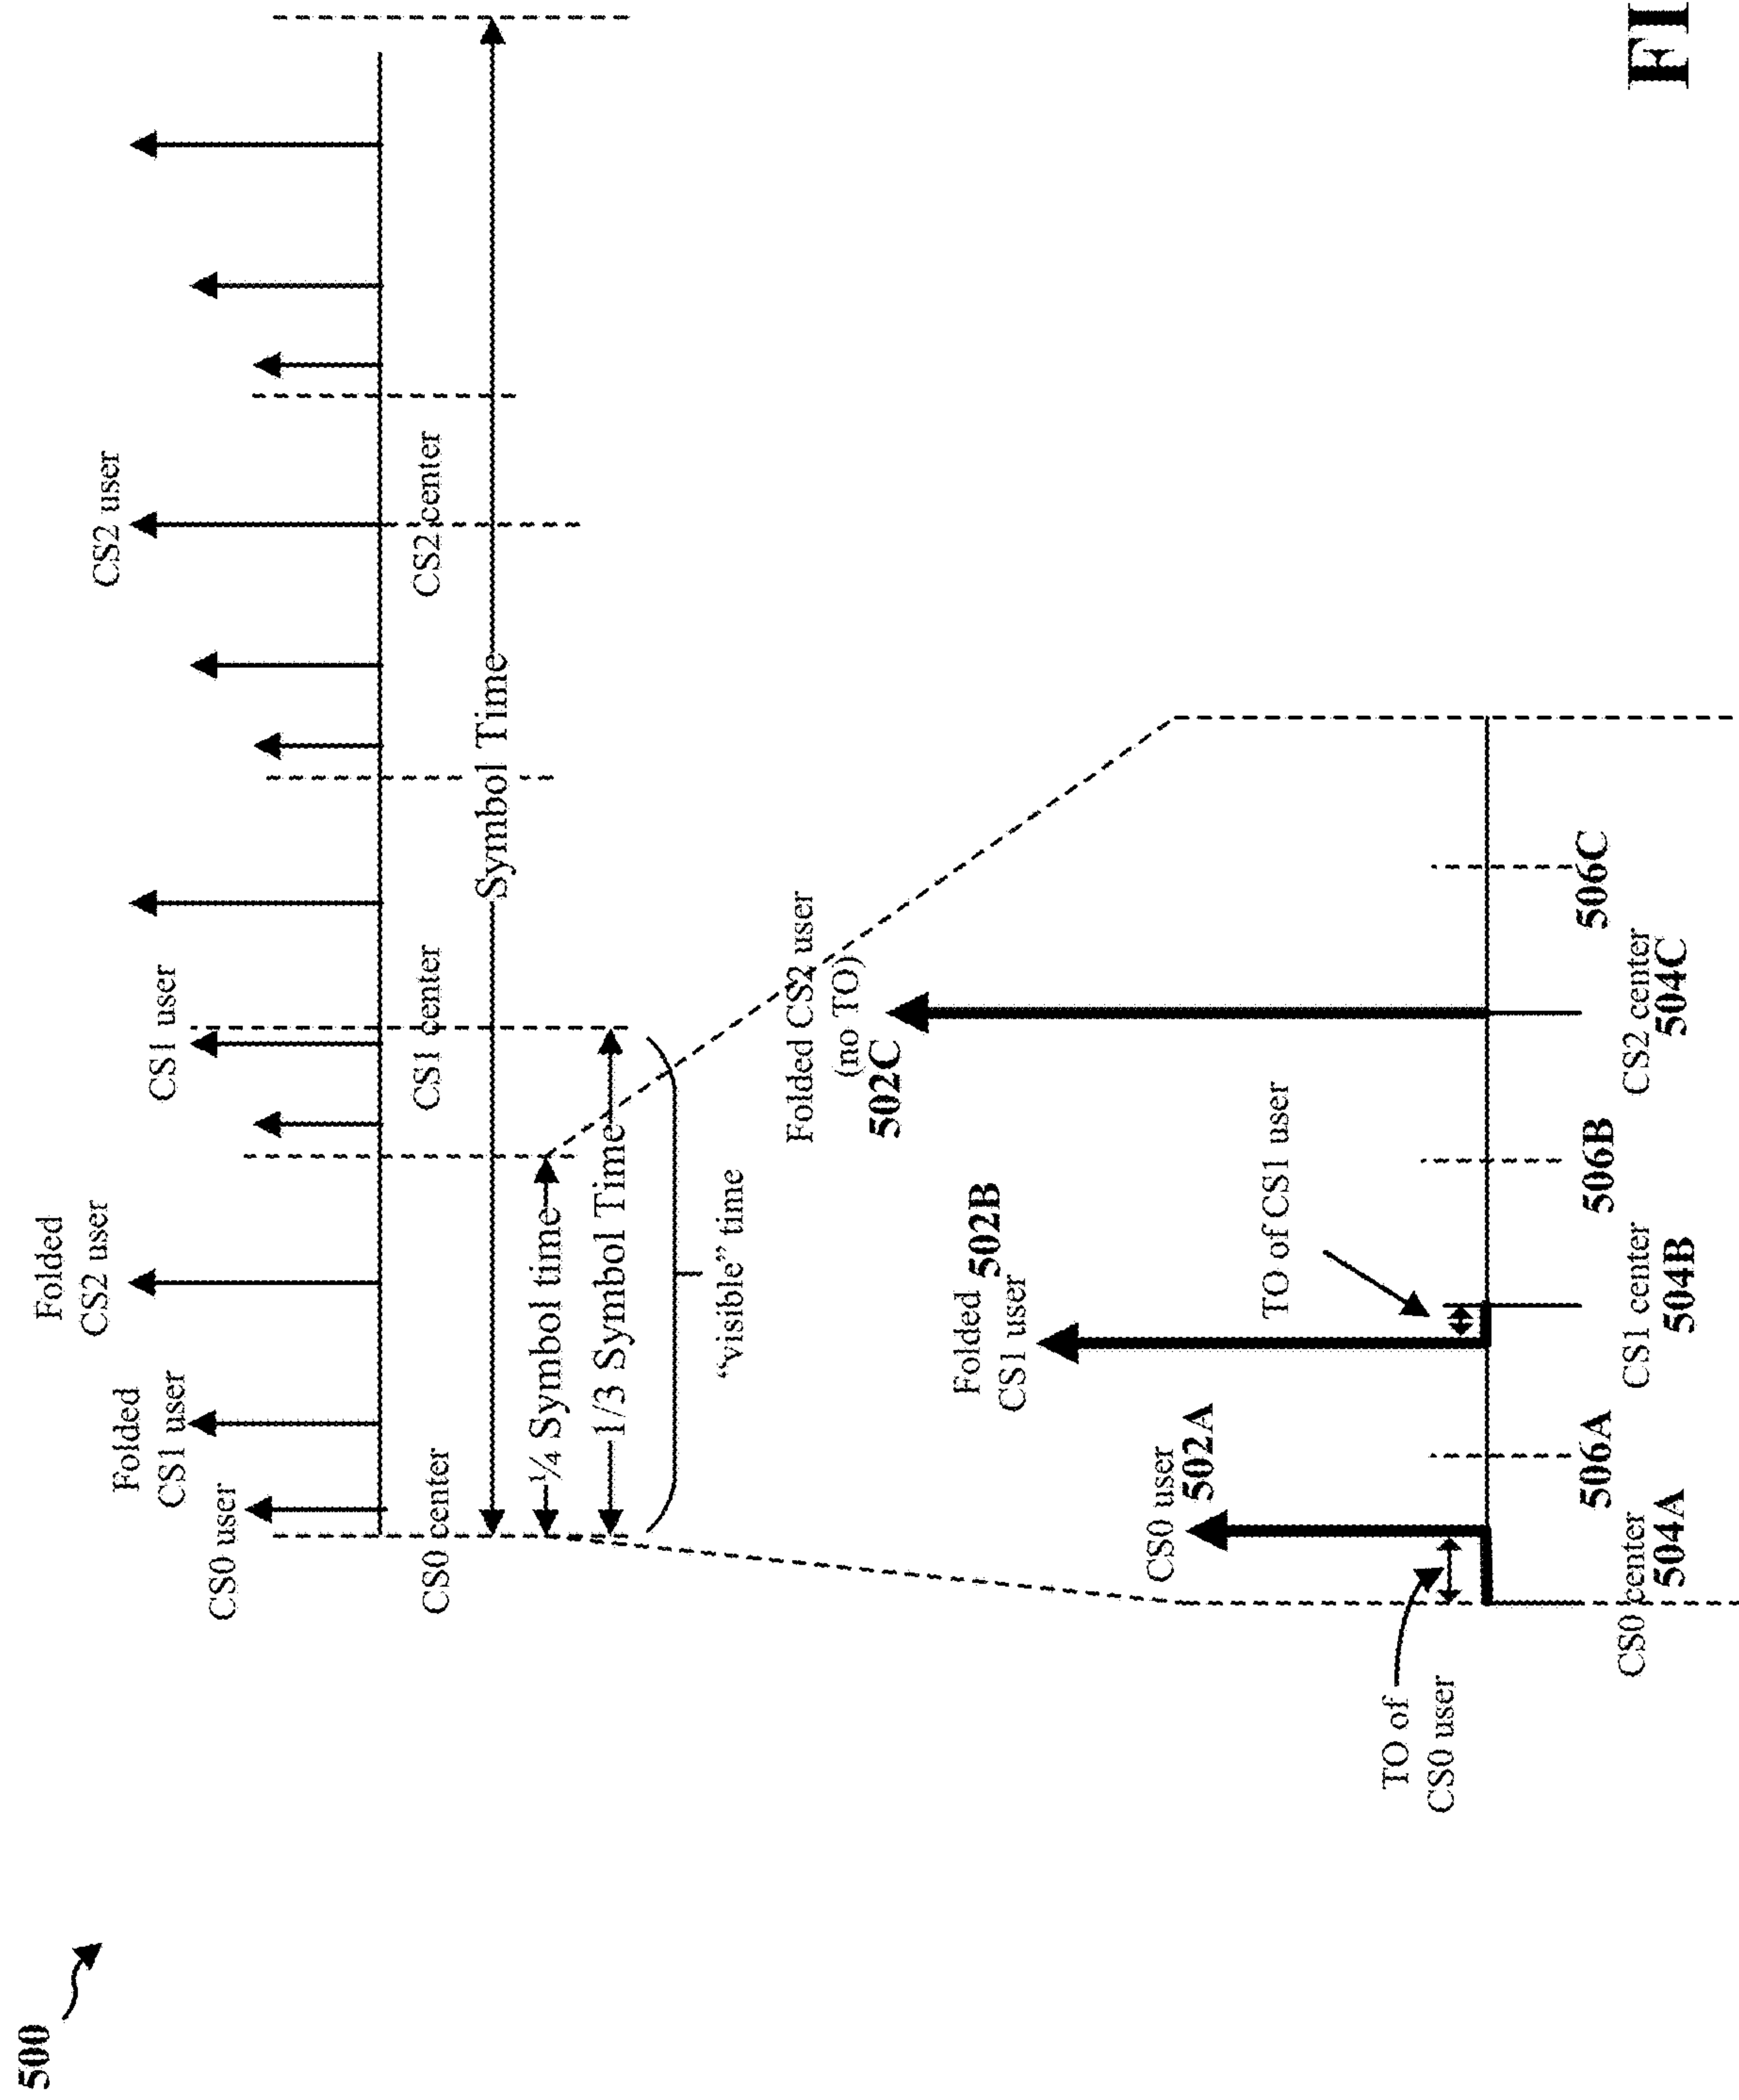 500
CS0 user
Folded
CS1 user
Folded
CS2 user
CS1 user
CS2 user
CS0 center
CS1 center
CS2 center
Symbol Time
¼ Symbol time
1/3 Symbol Time
“visible” time
Folded CS2 user
(no TO)
502C
Folded 502B
CS1 user
CS0 user
502A
TO of CS1 user
TO of
CS0 user
506A
506B
506C
CS0 center
504A
CS1 center
504B
CS2 center
504C
FI